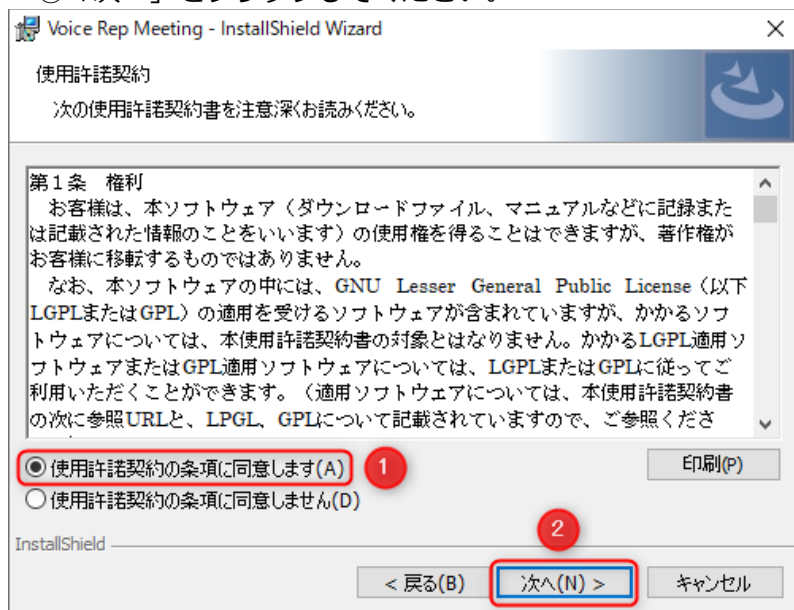 Voice Rep Meeting - InstallShield Wizard
使用許諾契約
次の使用許諾契約書を注意深くお読みください。
第１条　権利
お客様は、本ソフトウェア（ダウンロードファイル、マニュアルなどに記録また
は記載された情報のことをいいます）の使用権を得ることはできますが、著作権が
お客様に移転するものではありません。
なお、本ソフトウェアの中には、GNU Lesser General Public License（以下
LGPLまたはGPL）の適用を受けるソフトウェアが含まれていますが、かかるソフ
トウェアについては、本使用許諾契約書の対象とはなりません。かかるLGPL適用ソ
フトウェアまたはGPL適用ソフトウェアについては、LGPLまたはGPLに従ってご
利用いただくことができます。（適用ソフトウェアについては、本使用許諾契約書
の次に参照URLと、LPGL、GPLについて記載されていますので、ご参照くださ
使用許諾契約の条項に同意します(A) 1
印刷(P)
使用許諾契約の条項に同意しません(D)
2
InstallShield
< 戻る(B) 次へ(N) > キャンセル